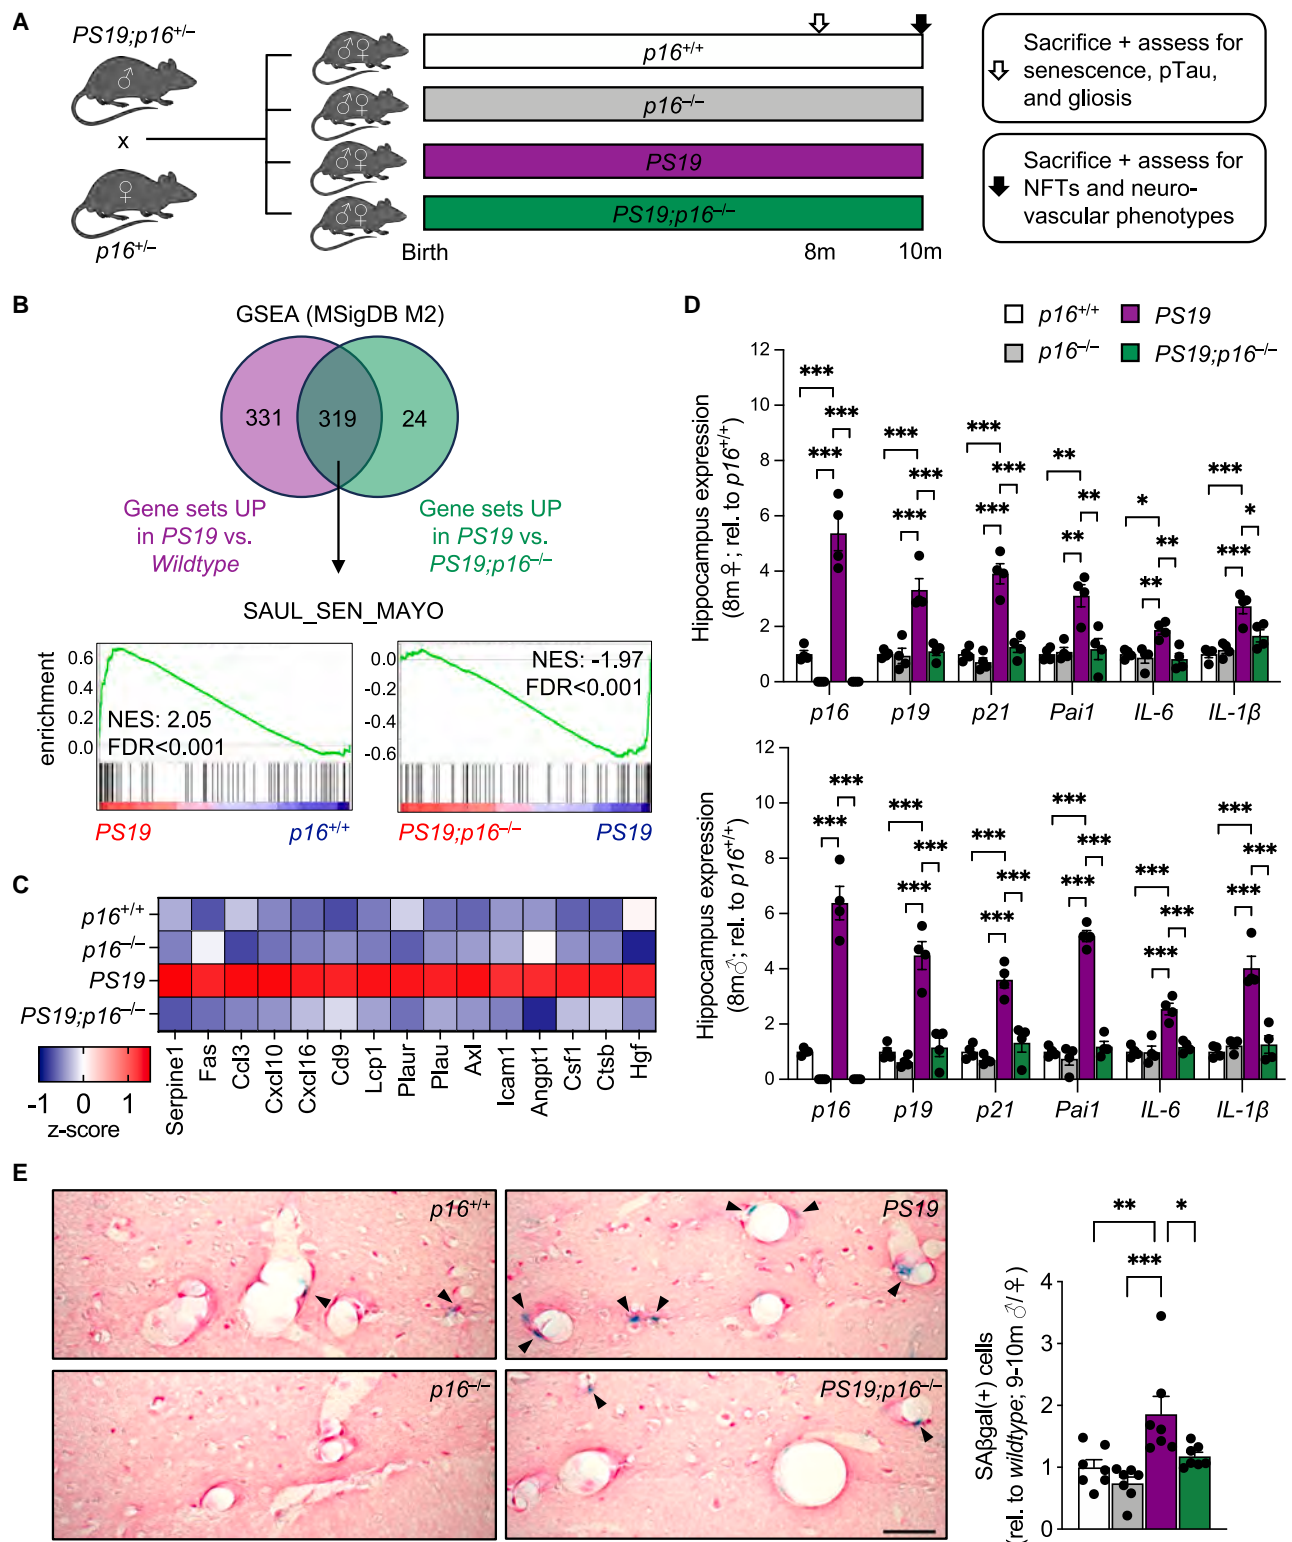 A
PS19;p16+/–
♂
x
♀
p16+/–
♂♀
p16+/+
♂♀
p16–/–
♂♀
PS19
♂♀
PS19;p16–/–
Birth
8m
10m
Sacrifice + assess for
senescence, pTau,
and gliosis
Sacrifice + assess for
NFTs and neuro-
vascular phenotypes
B
GSEA (MSigDB M2)
331
319
24
Gene sets UP
in PS19 vs.
Wildtype
Gene sets UP
in PS19 vs.
PS19;p16–/–
SAUL_SEN_MAYO
enrichment
0.6
0.4
0.2
0.0
NES: 2.05
FDR<0.001
PS19
p16+/+
0.0
-0.2
-0.4
-0.6
NES: -1.97
FDR<0.001
PS19;p16–/–
PS19
C
p16+/+
p16–/–
PS19
PS19;p16–/–
Serpine1
Fas
Ccl3
Cxcl10
Cxcl16
Cd9
Lcp1
Plaur
Plau
Axl
Icam1
Angpt1
Csf1
Ctsb
Hgf
-1 0 1
z-score
D
p16+/+
PS19
p16–/–
PS19;p16–/–
Hippocampus expression
(8m ♀; rel. to p16+/+)
12
10
8
6
4
2
0
*** *** ***
*** *** ***
*** *** ***
** ** **
* ** **
*** * ***
p16 p19 p21 Pai1 IL-6 IL-1β
Hippocampus expression
(8m♂; rel. to p16+/+)
12
10
8
6
4
2
0
*** ***
*** *** ***
*** *** ***
*** *** ***
*** *** ***
*** *** ***
p16 p19 p21 Pai1 IL-6 IL-1β
E
p16+/+
PS19
p16–/–
PS19;p16–/–
SAβgal(+) cells
(rel. to wildtype; 9-10m ♂/♀)
4
3
2
1
0
** *
***